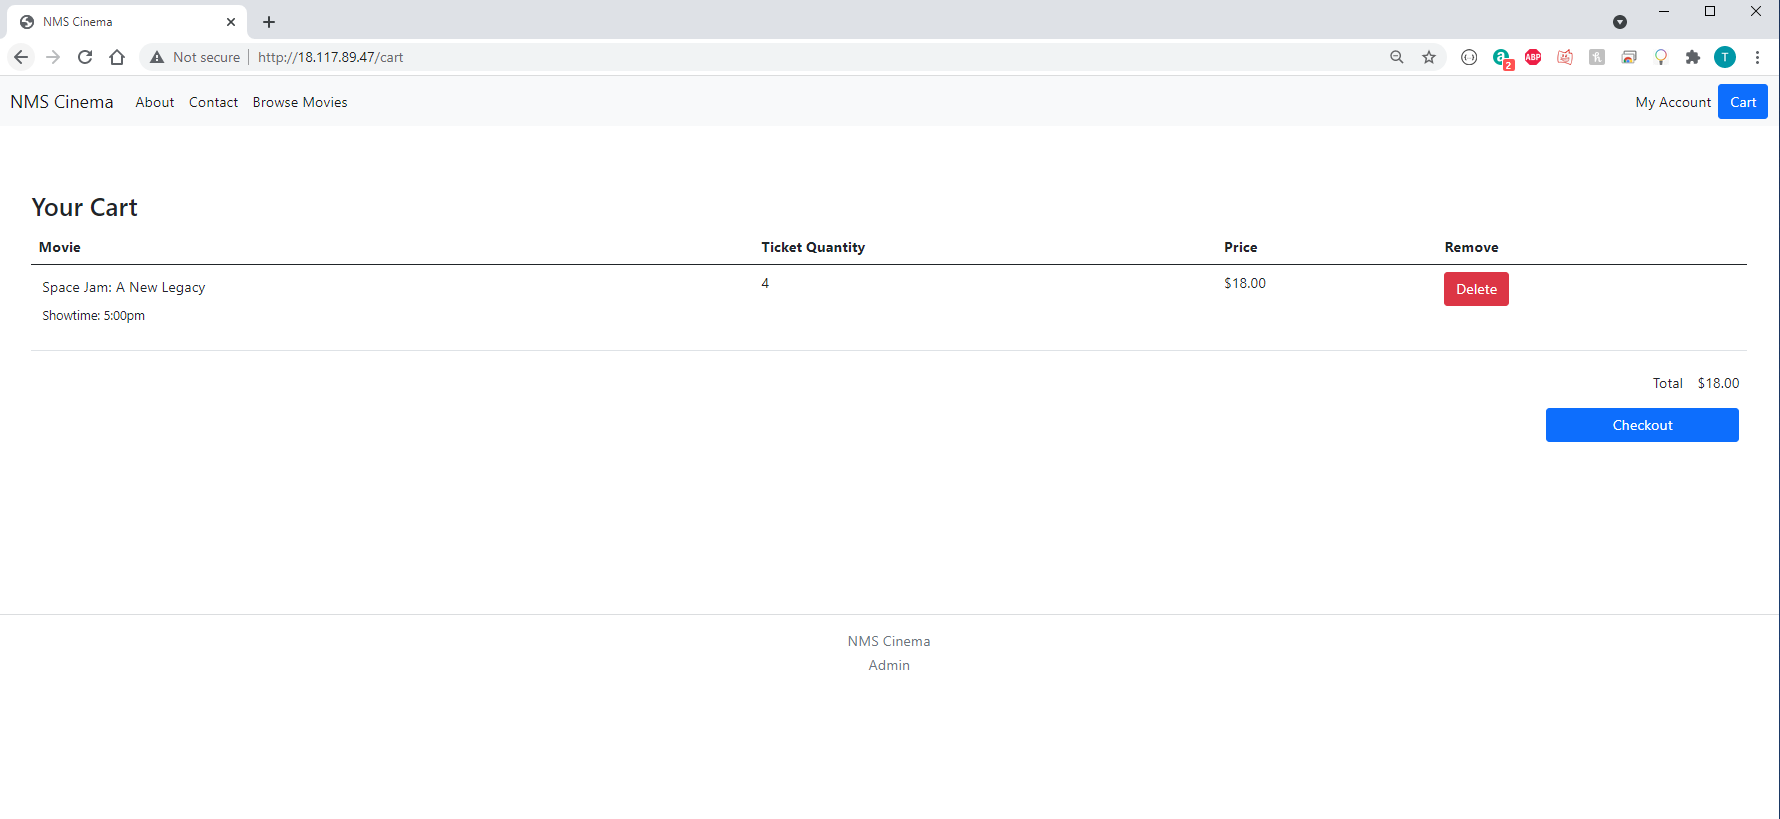 NMS Cinema
Not secure http://18.117.89.47/cart
2 ABP T
NMS Cinema About Contact Browse Movies My Account Cart
Your Cart
Movie Ticket Quantity Price Remove
Space Jam: A New Legacy 4 $18.00 Delete
Showtime: 5:00pm
Total $18.00
Checkout
NMS Cinema
Admin